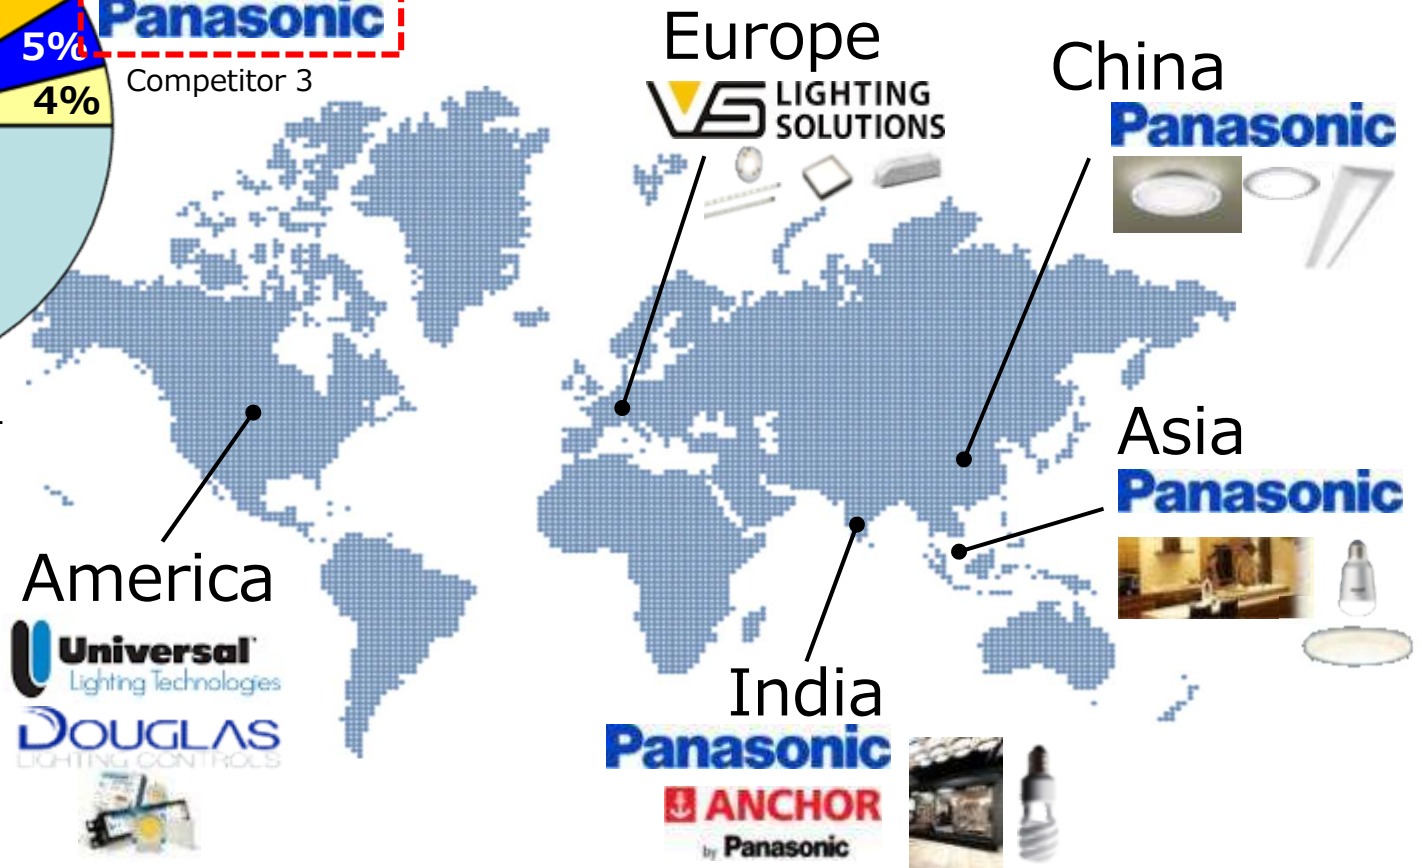 Panasonic
5%
Competitor 3
4%
Europe
VS LIGHTING
SOLUTIONS
China
Panasonic
Asia
Panasonic
America
Universal
Lighting Technologies
DOUGLAS
LIGHTING CONTROLS
India
Panasonic
ANCHOR
by Panasonic